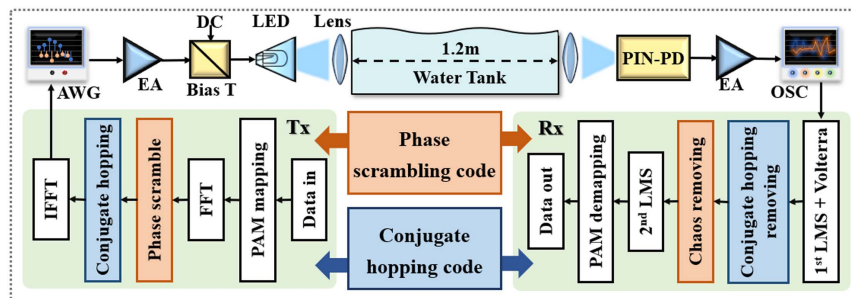 DC
LED
Lens
AWG
EA
Bias T
1.2m
Water Tank
PIN-PD
EA
OSC
Tx
IFFT
Conjugate hopping
Phase scramble
FFT
PAM mapping
Data in
Phase
scrambling code
Conjugate
hopping code
Rx
Data out
PAM demapping
2nd LMS
Chaos removing
Conjugate hopping
removing
1st LMS + Volterra